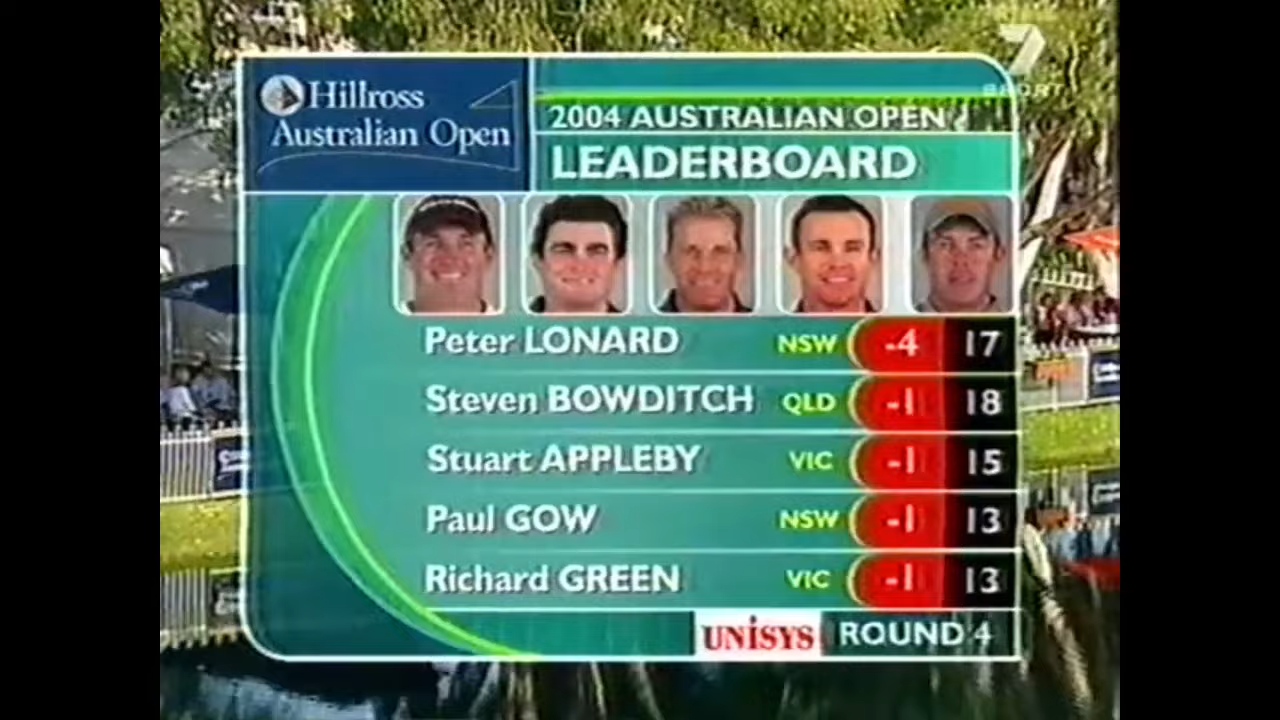 7
SPORT
Hillross
Australian Open
2004 AUSTRALIAN OPEN
LEADERBOARD
Peter LONARD NSW -4 17
Steven BOWDITCH QLD -1 18
Stuart APPLEBY VIC -1 15
Paul GOW NSW -1 13
Richard GREEN VIC -1 13
UNiSYS ROUND 4